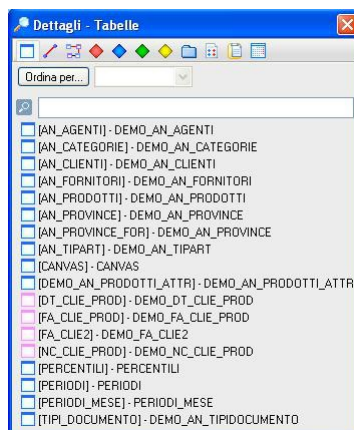 Dettagli - Tabelle
Ordina per...
[AN_AGENTI] - DEMO_AN_AGENTI
[AN_CATEGORIE] - DEMO_AN_CATEGORIE
[AN_CLIENTI] - DEMO_AN_CLIENTI
[AN_FORNITORI] - DEMO_AN_FORNITORI
[AN_PRODOTTI] - DEMO_AN_PRODOTTI
[AN_PROVINCE] - DEMO_AN_PROVINCE
[AN_PROVINCE_FOR] - DEMO_AN_PROVINCE
[AN_TIPART] - DEMO_AN_TIPART
[CANVAS] - CANVAS
[DEMO_AN_PRODOTTI_ATTR] - DEMO_AN_PRODOTTI_ATTR
[DT_CLIE_PROD] - DEMO_DT_CLIE_PROD
[FA_CLIE_PROD] - DEMO_FA_CLIE_PROD
[FA_CLIE2] - DEMO_FA_CLIE2
[NC_CLIE_PROD] - DEMO_NC_CLIE_PROD
[PERCENTILI] - PERCENTILI
[PERIODI] - PERIODI
[PERIODI_MESE] - PERIODI_MESE
[TIPI_DOCUMENTO] - DEMO_AN_TIPIDOCUMENTO